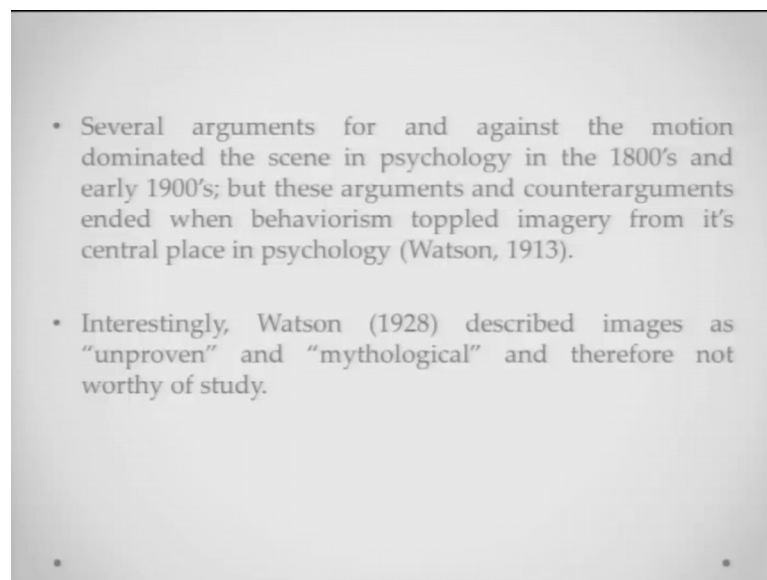 • Several arguments for and against the motion
dominated the scene in psychology in the 1800's and
early 1900's; but these arguments and counterarguments
ended when behaviorism toppled imagery from it's
central place in psychology (Watson, 1913).
• Interestingly, Watson (1928) described images as
“unproven” and “mythological” and therefore not
worthy of study.